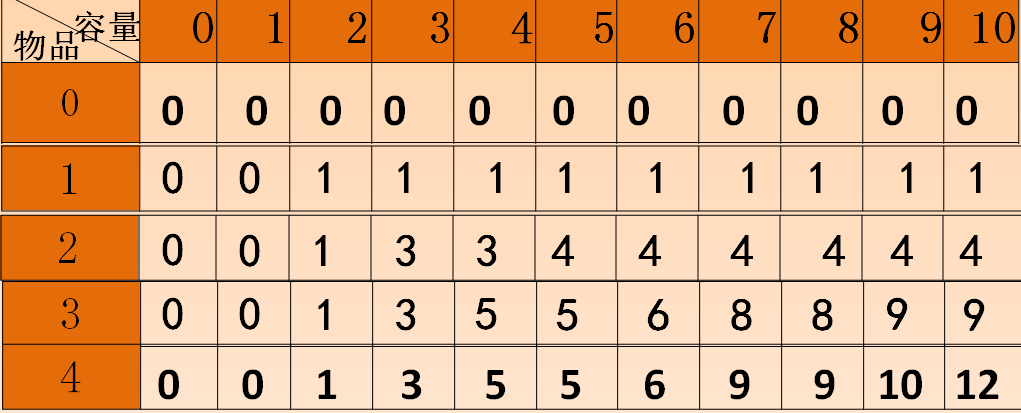 容量 0 1 2 3 4 5 6 7 8 9 10
物品
0 0 0 0 0 0 0 0 0 0 0 0
1 0 0 1 1 1 1 1 1 1 1 1
2 0 0 1 3 3 4 4 4 4 4 4
3 0 0 1 3 5 5 6 8 8 9 9
4 0 0 1 3 5 5 6 9 9 10 12